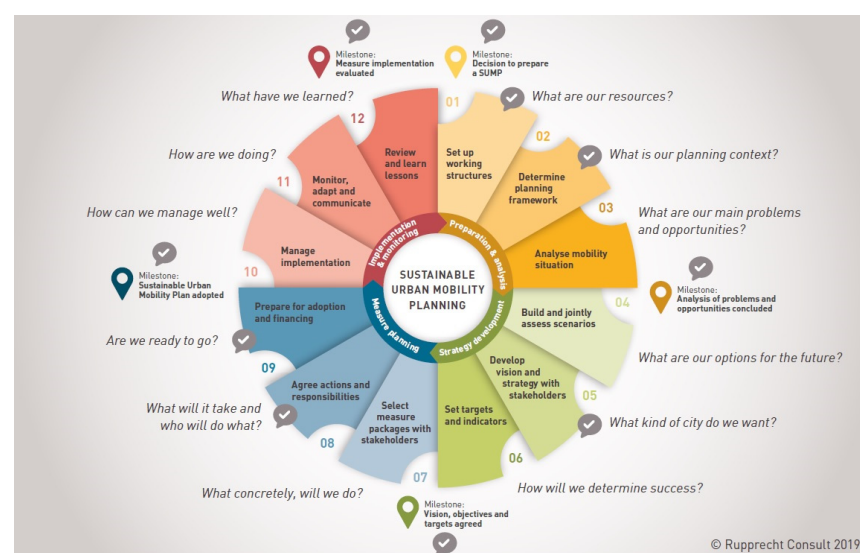 Milestone:
Measure implementation
evaluated
Milestone:
Decision to prepare
a SUMP
What have we learned?
What are our resources?
12
01
Review
and learn
lessons
Set up
working
structures
02
How are we doing?
What is our planning context?
11
Monitor,
adapt and
communicate
Determine
planning
framework
03
How can we manage well?
What are our main problems
and opportunities?
Manage
implementation
Analyse mobility
situation
10
Implementation
& monitoring
Preparation & analysis
SUSTAINABLE
URBAN MOBILITY
PLANNING
Measure planning
Strategy development
Milestone:
Sustainable Urban
Mobility Plan adopted
Milestone:
Analysis of problems and
opportunities concluded
Prepare for adoption
and financing
Build and jointly
assess scenarios
04
Are we ready to go?
What are our options for the future?
09
Agree actions and
responsibilities
Develop
vision and
strategy with
stakeholders
05
What will it take and
who will do what?
What kind of city do we want?
08
Select
measure
packages with
stakeholders
Set targets
and indicators
06
07
What concretely, will we do?
How will we determine success?
Milestone:
Vision, objectives and
targets agreed
© Rupprecht Consult 2019